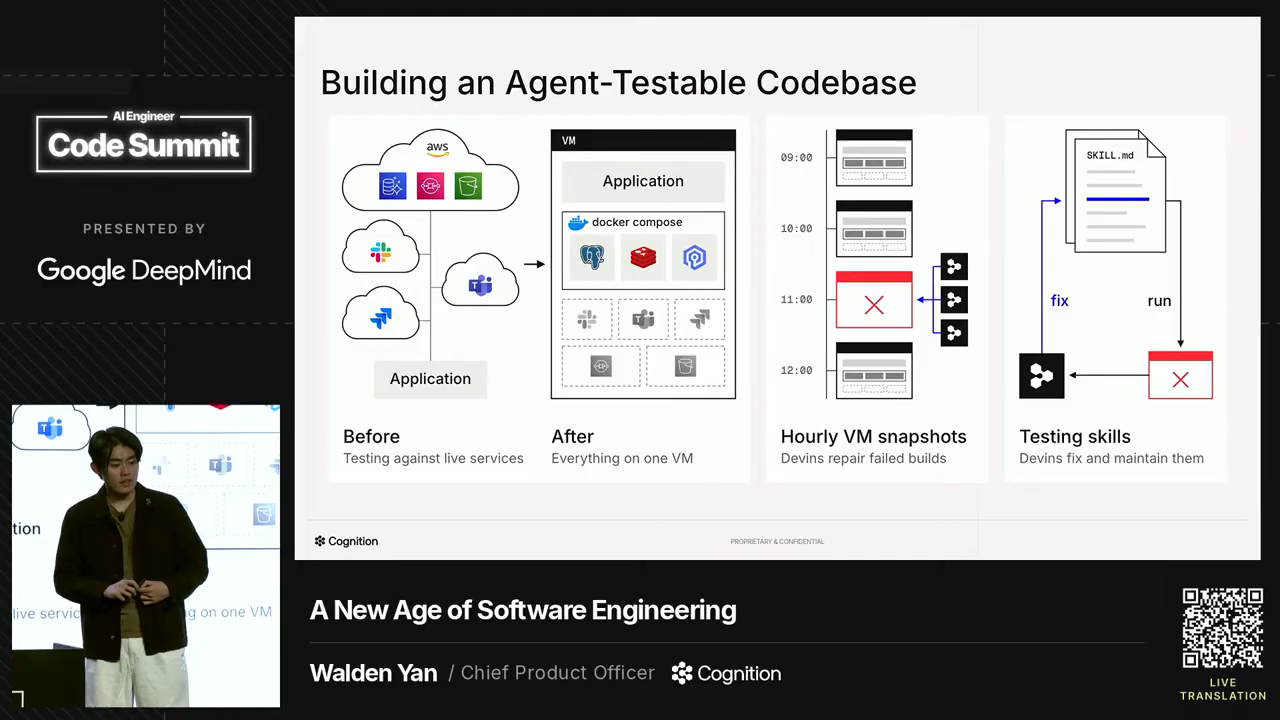 AI Engineer
Code Summit
PRESENTED BY
Google DeepMind
Building an Agent-Testable Codebase
aws
Application
Before
Testing against live services
VM
Application
docker compose
After
Everything on one VM
09:00
10:00
11:00
12:00
Hourly VM snapshots
Devins repair failed builds
SKILL.md
fix
run
Testing skills
Devins fix and maintain them
Cognition
PROPRIETARY & CONFIDENTIAL
tion
live servic
ng on one VM
A New Age of Software Engineering
Walden Yan / Chief Product Officer Cognition
LIVE
TRANSLATION